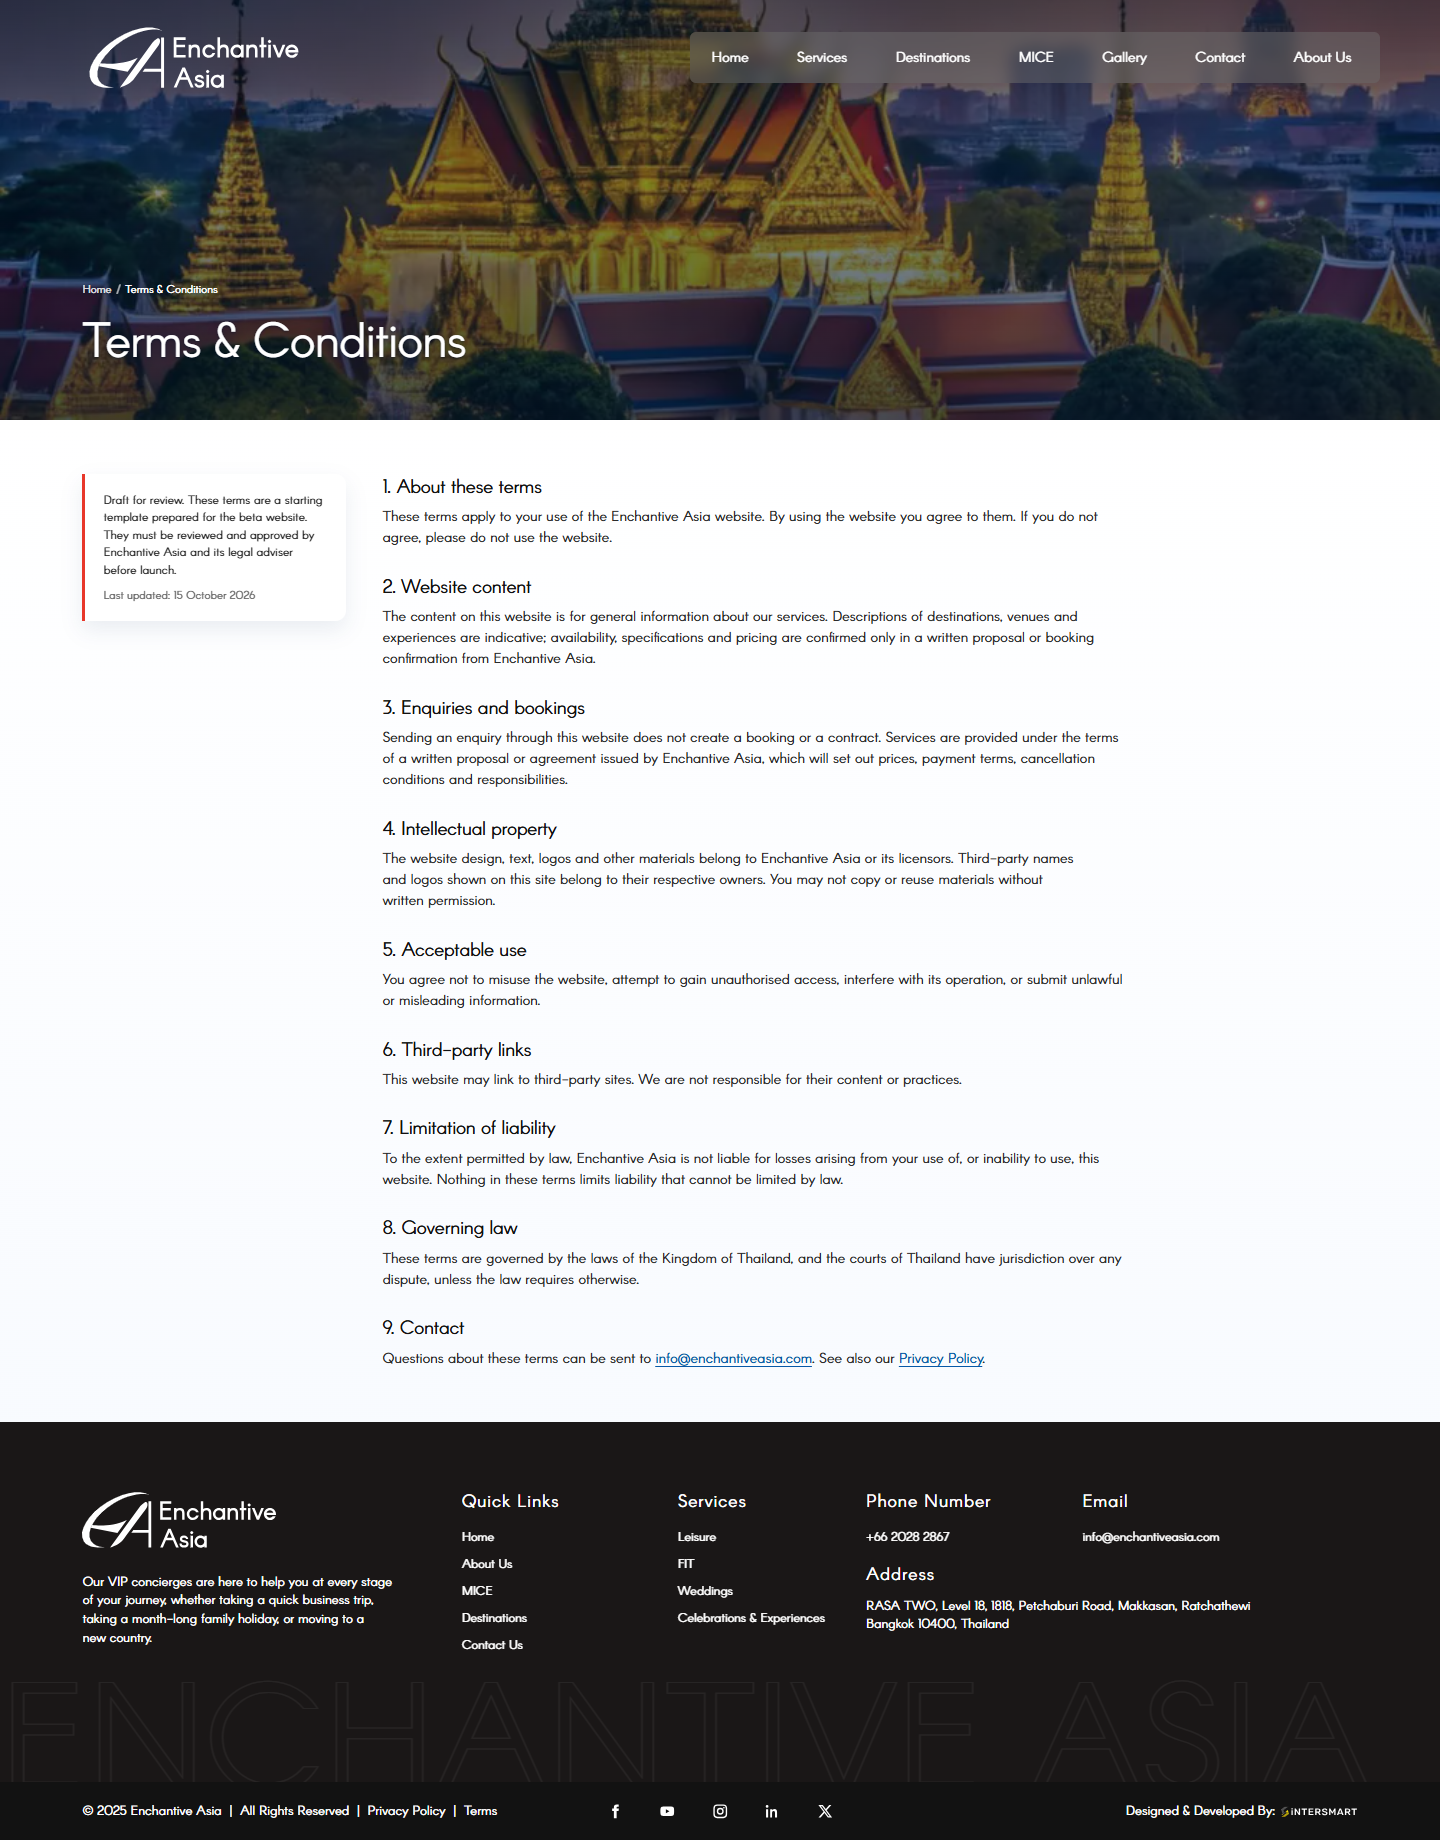 Enchantive
Asia
Home Services Destinations MICE Gallery Contact About Us
Home / Terms & Conditions
Terms & Conditions
Draft for review. These terms are a starting
template prepared for the beta website.
They must be reviewed and approved by
Enchantive Asia and its legal adviser
before launch.
Last updated: 15 October 2026
1. About these terms
These terms apply to your use of the Enchantive Asia website. By using the website you agree to them. If you do not
agree, please do not use the website.
2. Website content
The content on this website is for general information about our services. Descriptions of destinations, venues and
experiences are indicative; availability, specifications and pricing are confirmed only in a written proposal or booking
confirmation from Enchantive Asia.
3. Enquiries and bookings
Sending an enquiry through this website does not create a booking or a contract. Services are provided under the terms
of a written proposal or agreement issued by Enchantive Asia, which will set out prices, payment terms, cancellation
conditions and responsibilities.
4. Intellectual property
The website design, text, logos and other materials belong to Enchantive Asia or its licensors. Third-party names
and logos shown on this site belong to their respective owners. You may not copy or reuse materials without
written permission.
5. Acceptable use
You agree not to misuse the website, attempt to gain unauthorised access, interfere with its operation, or submit unlawful
or misleading information.
6. Third-party links
This website may link to third-party sites. We are not responsible for their content or practices.
7. Limitation of liability
To the extent permitted by law, Enchantive Asia is not liable for losses arising from your use of, or inability to use, this
website. Nothing in these terms limits liability that cannot be limited by law.
8. Governing law
These terms are governed by the laws of the Kingdom of Thailand, and the courts of Thailand have jurisdiction over any
dispute, unless the law requires otherwise.
9. Contact
Questions about these terms can be sent to info@enchantiveasia.com. See also our Privacy Policy.
Enchantive
Asia
Our VIP concierges are here to help you at every stage
of your journey, whether taking a quick business trip,
taking a month-long family holiday, or moving to a
new country.
Quick Links
Home
About Us
MICE
Destinations
Contact Us
Services
Leisure
FIT
Weddings
Celebrations & Experiences
Phone Number
+66 2028 2867
Email
info@enchantiveasia.com
Address
RASA TWO, Level 18, 1818, Petchaburi Road, Makkasan, Ratchathewi
Bangkok 10400, Thailand
ENCHANTIVE ASIA
© 2025 Enchantive Asia | All Rights Reserved | Privacy Policy | Terms
Designed & Developed By: iNTERSMART